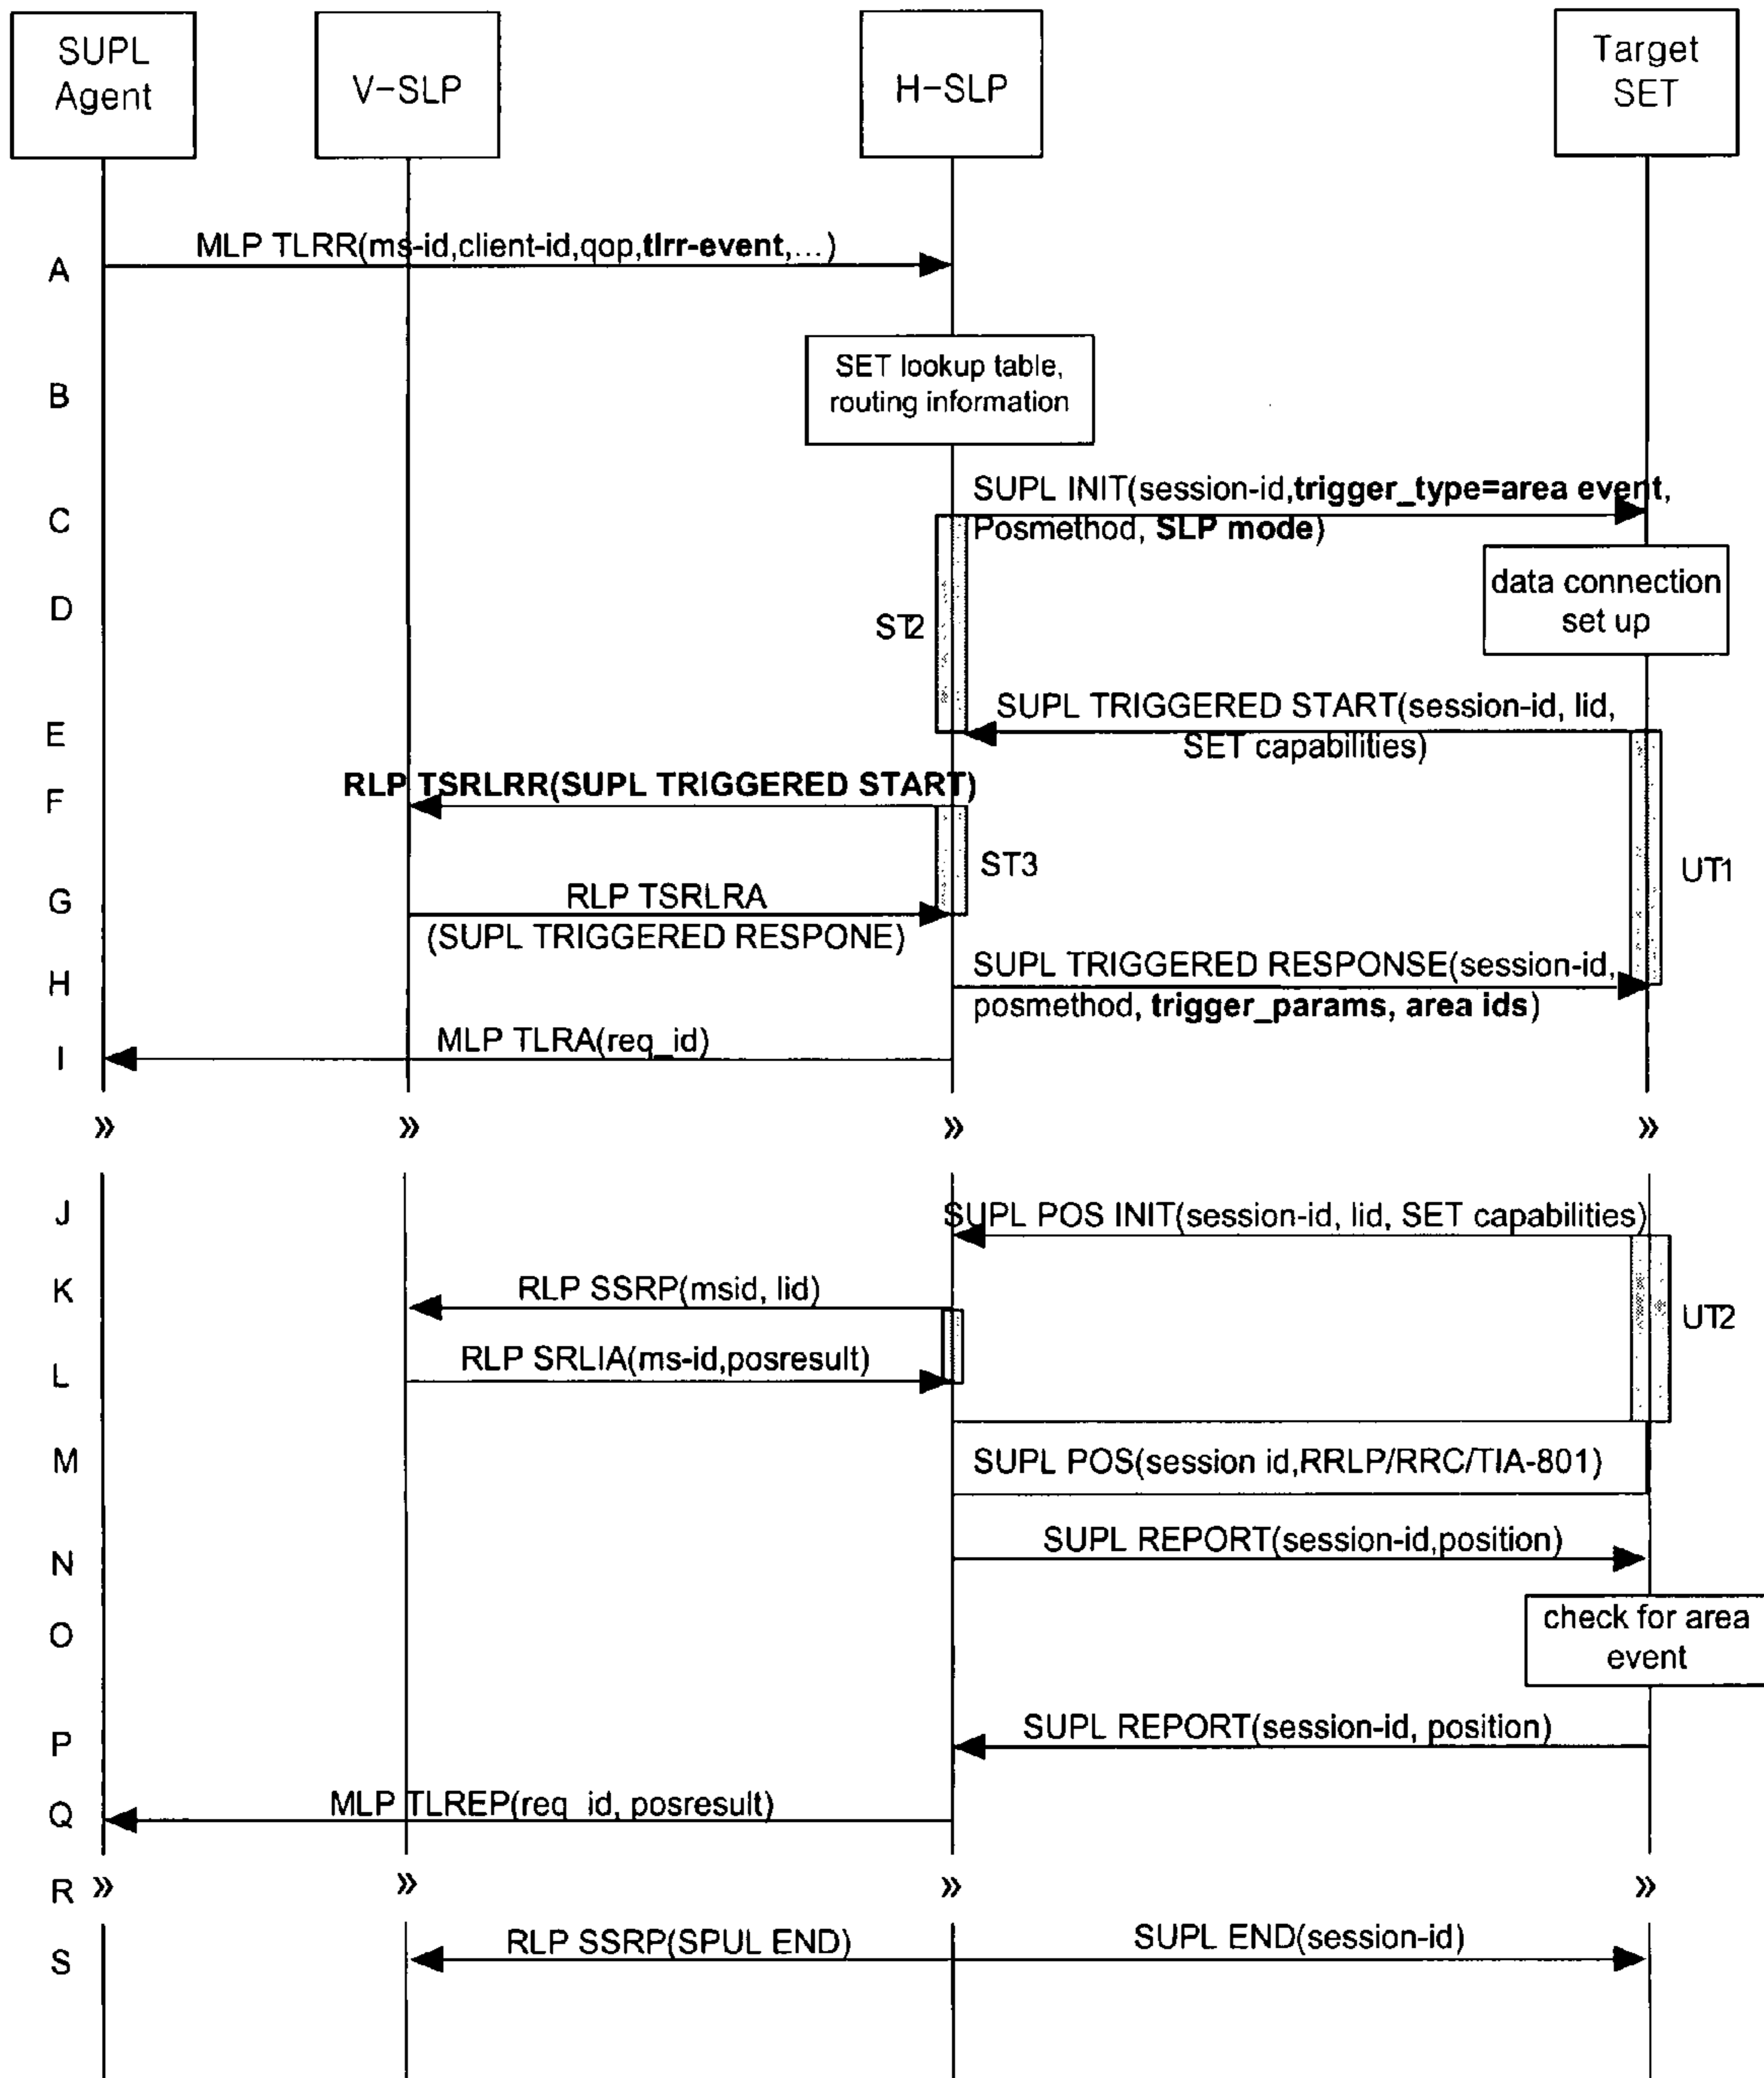 SUPL
Agent
V-SLP
H-SLP
Target
SET
A
MLP TLRR(ms-id,client-id,qop,tlrr-event,...)
B
SET lookup table,
routing information
C
SUPL INIT(session-id,trigger_type=area event,
Posmethod, SLP mode)
D
ST2
data connection
set up
E
SUPL TRIGGERED START(session-id, lid,
SET capabilities)
F
RLP TSRLRR(SUPL TRIGGERED START)
ST3
UT1
G
RLP TSRLRA
(SUPL TRIGGERED RESPONE)
H
SUPL TRIGGERED RESPONSE(session-id,
posmethod, trigger_params, area ids)
I
MLP TLRA(req_id)
» » » »
J
SUPL POS INIT(session-id, lid, SET capabilities)
K
RLP SSRP(msid, lid)
UT2
L
RLP SRLIA(ms-id,posresult)
M
SUPL POS(session id,RRLP/RRC/TIA-801)
N
SUPL REPORT(session-id,position)
O
check for area
event
P
SUPL REPORT(session-id, position)
Q
MLP TLREP(req_id, posresult)
R » » » »
S
RLP SSRP(SPUL END)
SUPL END(session-id)